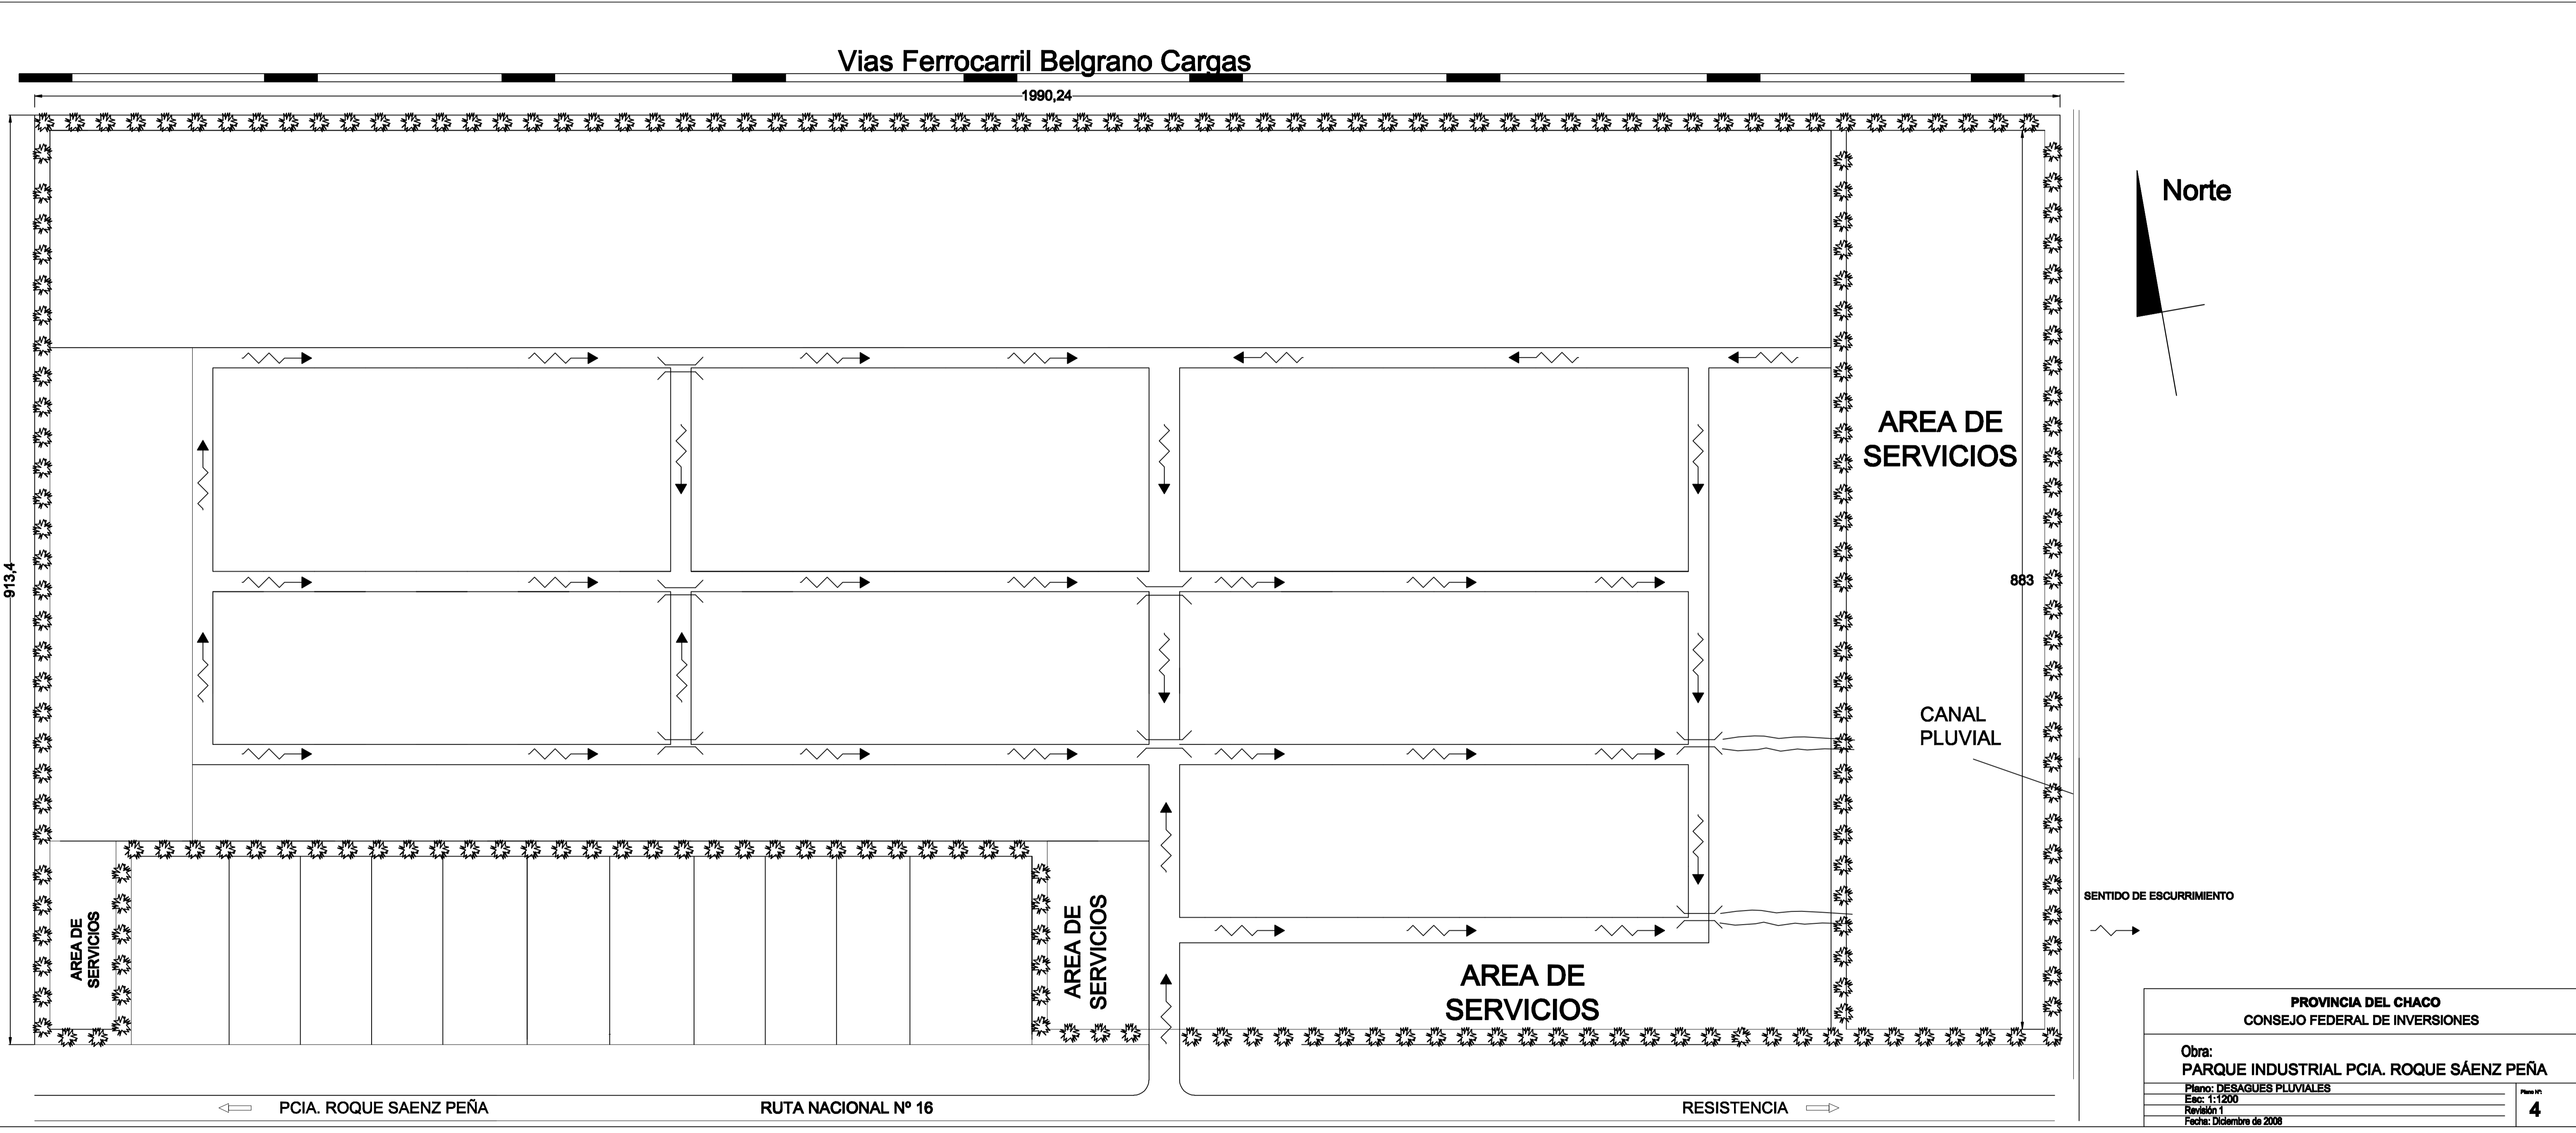 Vias Ferrocarril Belgrano Cargas
1990,24
Norte
AREA DE
SERVICIOS
913,4
883
CANAL
PLUVIAL
SENTIDO DE ESCURRIMIENTO
AREA DE
SERVICIOS
AREA DE
SERVICIOS
AREA DE
SERVICIOS
PCIA. ROQUE SAENZ PEÑA
RUTA NACIONAL Nº 16
RESISTENCIA
PROVINCIA DEL CHACO
CONSEJO FEDERAL DE INVERSIONES
Obra:
PARQUE INDUSTRIAL PCIA. ROQUE SÁENZ PEÑA
Plano: DESAGUES PLUVIALES
Esc: 1:1200
Revisión 1
Fecha: Diciembre de 2008
Plano Nº:
4